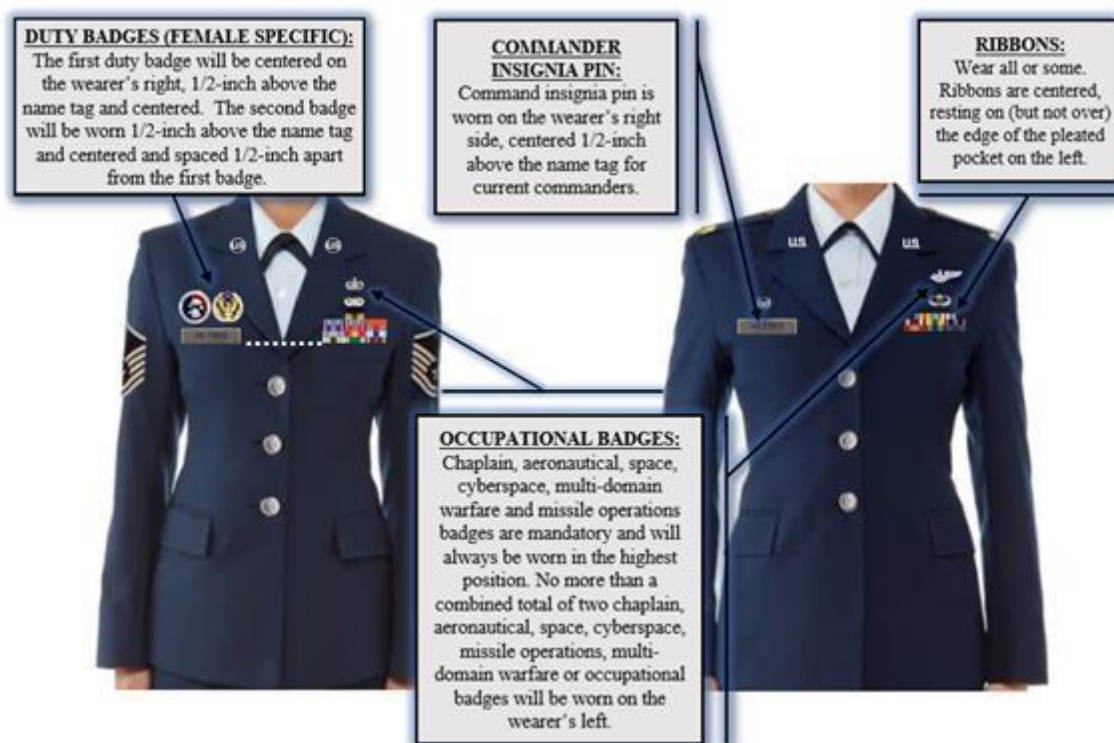 DUTY BADGES (FEMALE SPECIFIC):
The first duty badge will be centered on
the wearer's right, 1/2-inch above the
name tag and centered. The second badge
will be worn 1/2-inch above the name tag
and centered and spaced 1/2-inch apart
from the first badge.
COMMANDER
INSIGNIA PIN:
Command insignia pin is
worn on the wearer's right
side, centered 1/2-inch
above the name tag for
current commanders.
RIBBONS:
Wear all or some.
Ribbons are centered,
resting on (but not over)
the edge of the pleated
pocket on the left.
US
US
U.S.
U.S.
OCCUPATIONAL BADGES:
Chaplain, aeronautical, space,
cyberspace, multi-domain
warfare and missile operations
badges are mandatory and will
always be worn in the highest
position. No more than a
combined total of two chaplain,
aeronautical, space, cyberspace,
missile operations, multi-
domain warfare or occupational
badges will be worn on the
wearer's left.